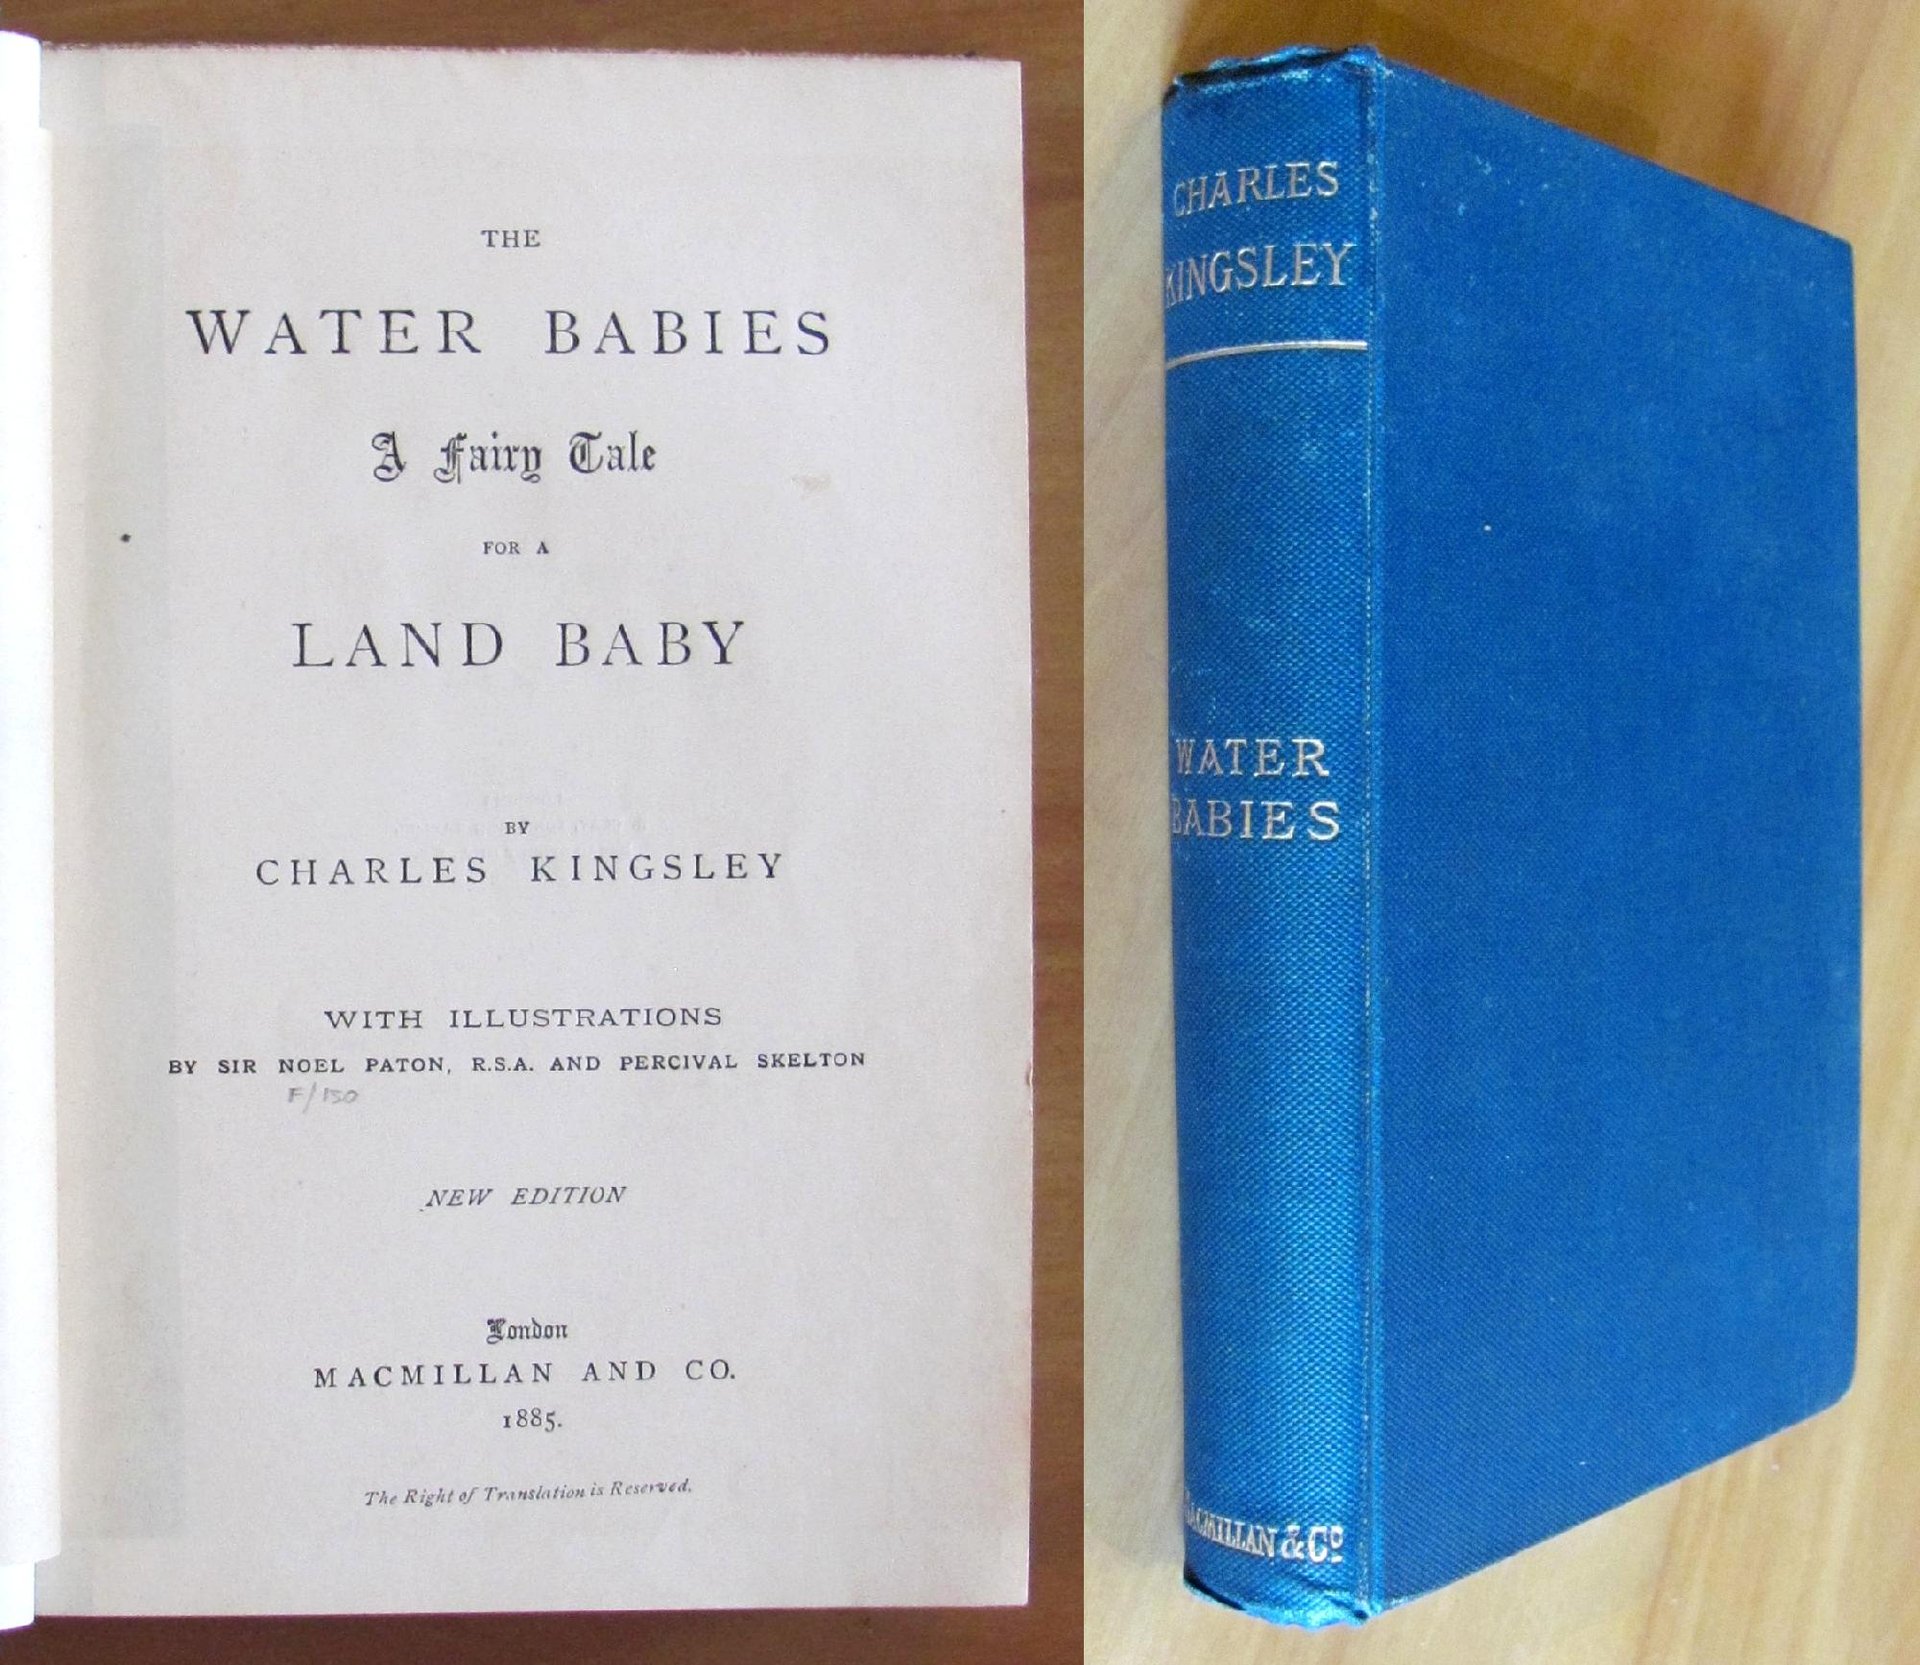 THE
WATER BABIES
A Fairy Tale
FOR A
LAND BABY
BY
CHARLES KINGSLEY
WITH ILLUSTRATIONS
BY SIR NOEL PATON, R.S.A. AND PERCIVAL SKELTON
F/150
NEW EDITION
London
MACMILLAN AND CO.
1885.
The Right of Translation is Reserved.
CHARLES
KINGSLEY
WATER
BABIES
MACMILLAN & Co